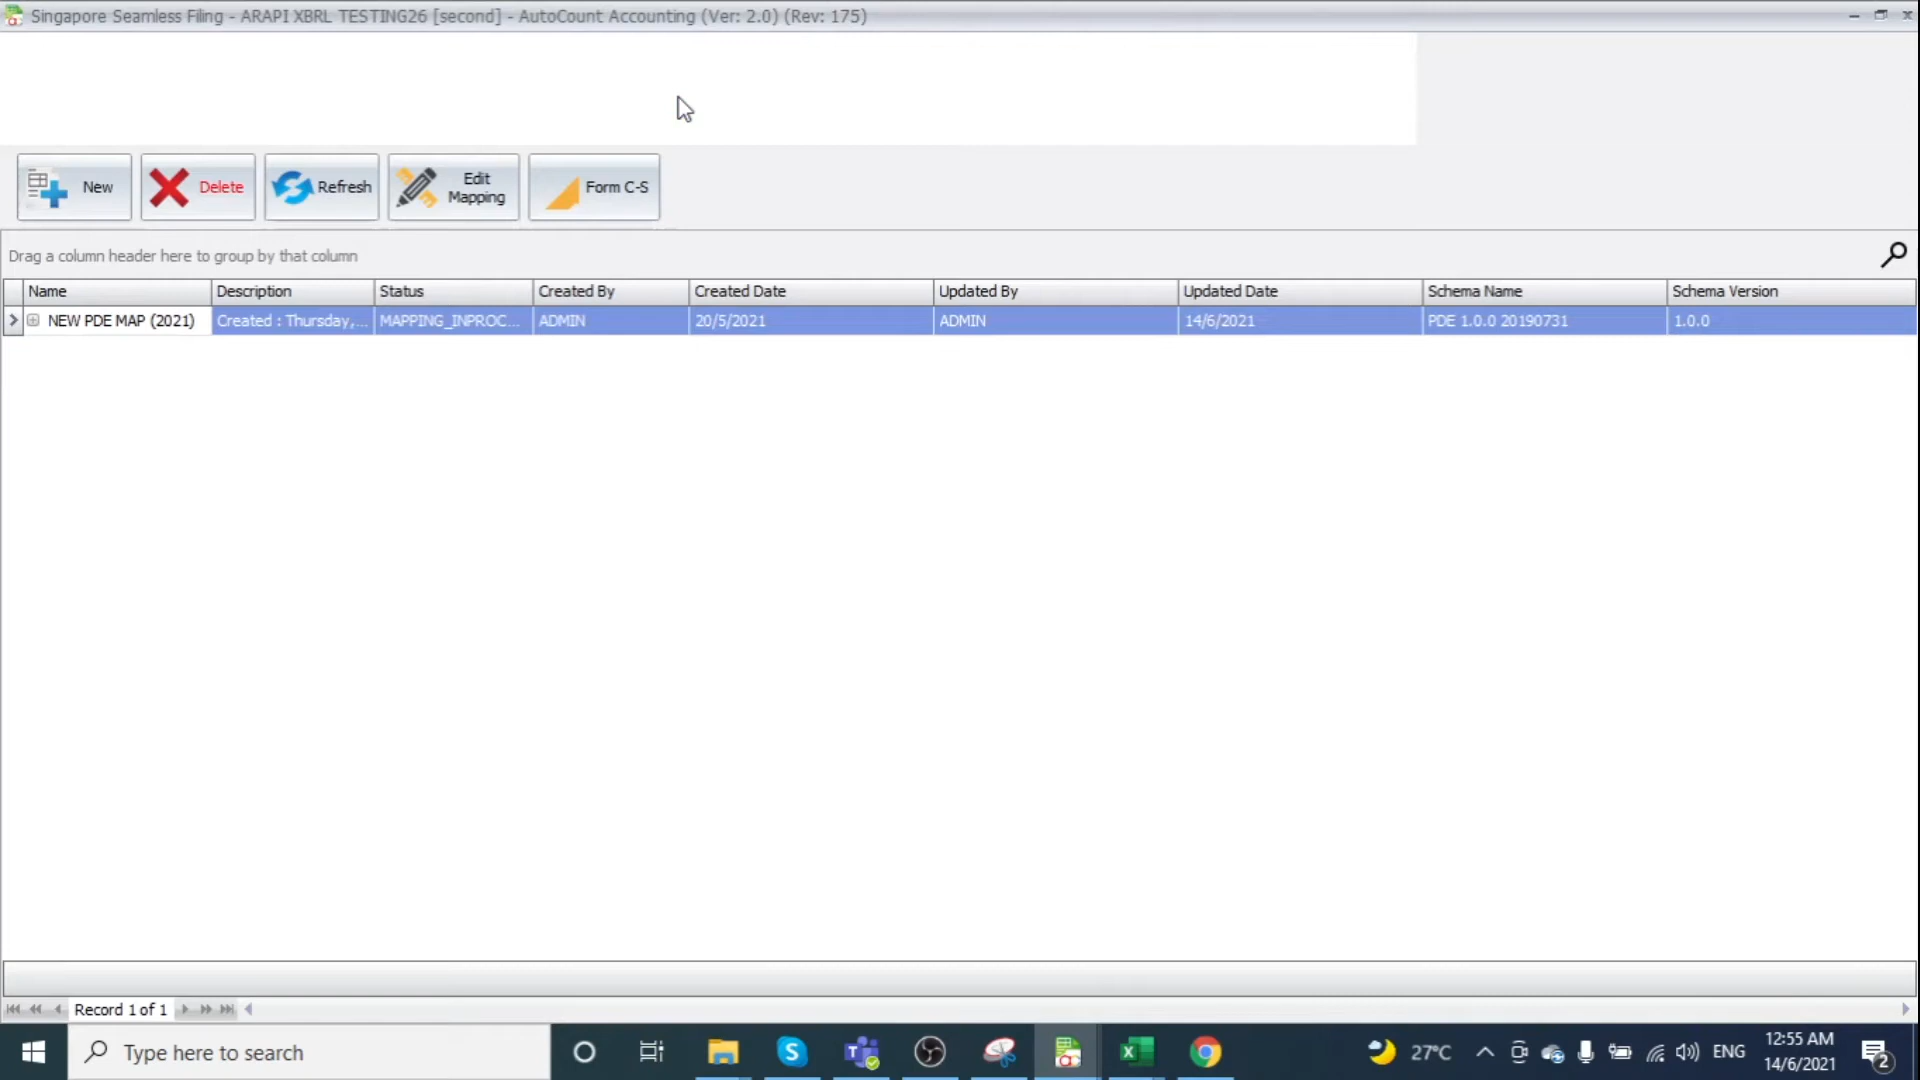 Singapore Seamless Filing - ARAPI XBRL TESTING26 [second] - AutoCount Accounting (Ver: 2.0) (Rev: 175)
New Delete Refresh Edit Mapping Form C-S
Drag a column header here to group by that column
Name Description Status Created By Created Date Updated By Updated Date Schema Name Schema Version
NEW PDE MAP (2021) Created : Thursday,... MAPPING_INPROC... ADMIN 20/5/2021 ADMIN 14/6/2021 PDE 1.0.0 20190731 1.0.0
Record 1 of 1
Type here to search 27°C ENG 12:55 AM
14/6/2021 2